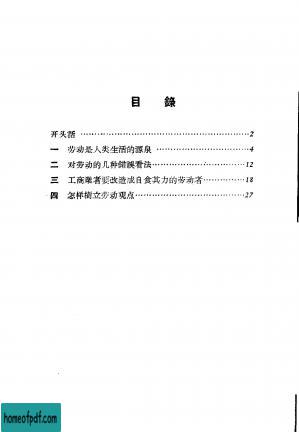 目錄
开头話 2
一 劳动是人类生活的源泉 4
二 对劳动的几种錯誤看法 12
三 工商業者要改造成自食其力的劳动者 18
四 怎样樹立劳动观点 27
homeofpdf.com